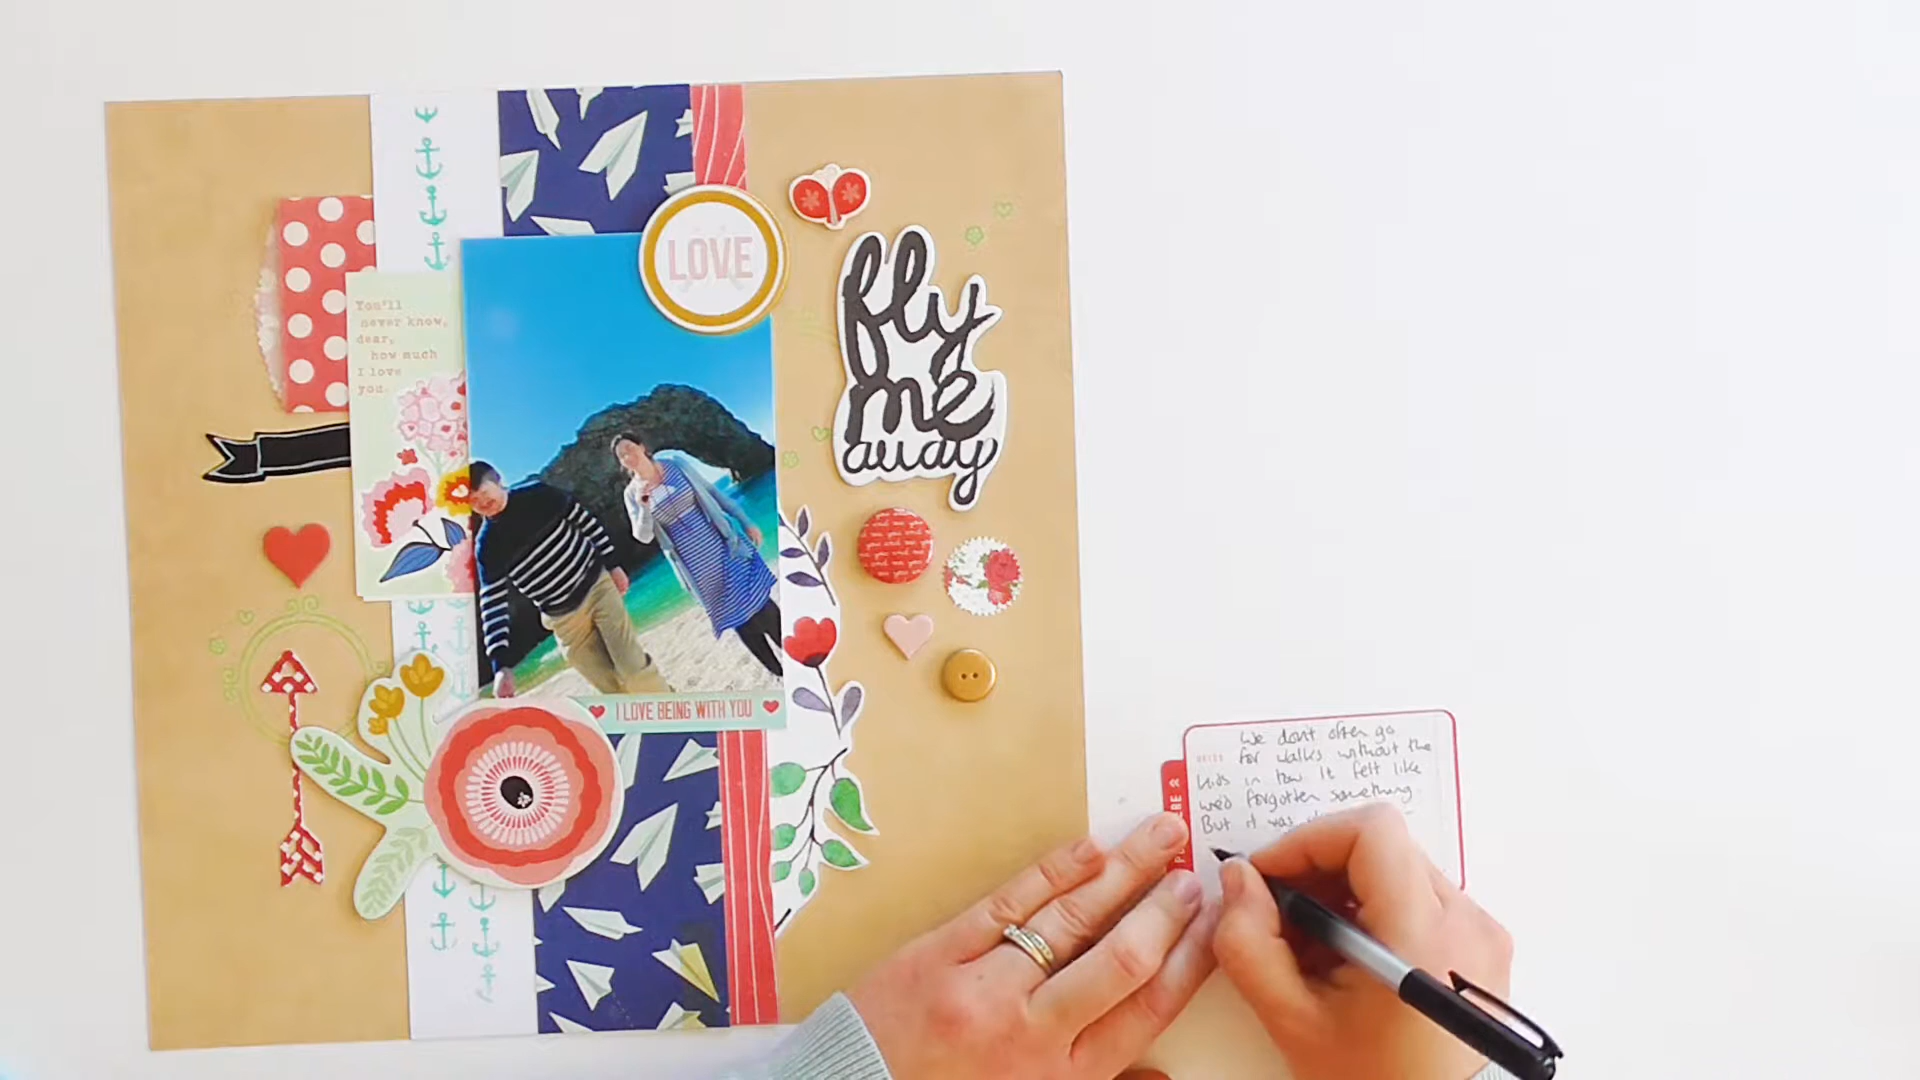 LOVE
fly
me
away
You'll
never know,
dear,
how much
I love
you.
I LOVE BEING WITH YOU
We don't often go
for walks without the
kids in tow. It felt like
we'd forgotten something.
But it was